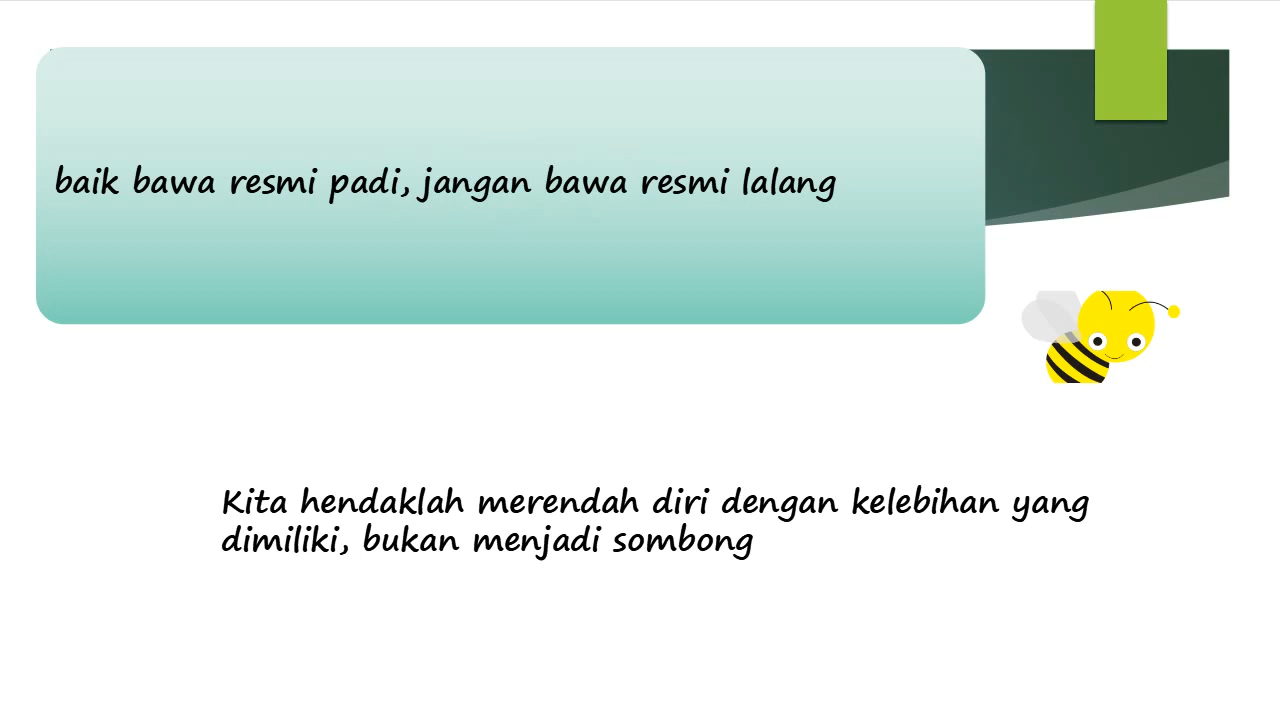 baik bawa resmi padi, jangan bawa resmi lalang
Kita hendaklah merendah diri dengan kelebihan yang
dimiliki, bukan menjadi sombong